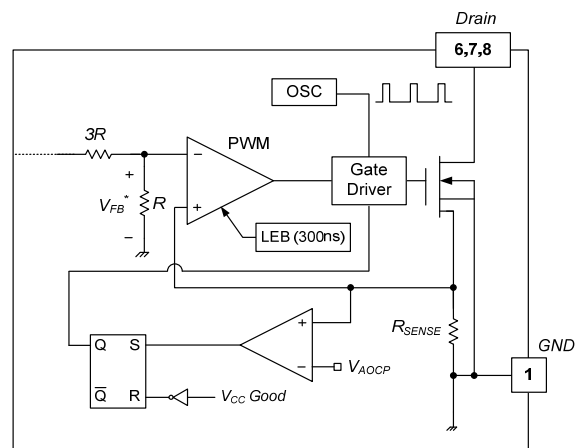 Drain
6,7,8
OSC
3R
PWM
−
+
Gate
Driver
+
V_FB*
R
−
LEB (300ns)
+
−
V_AOCP
R_SENSE
GND
1
Q
S
Q̅
R
V_CC Good